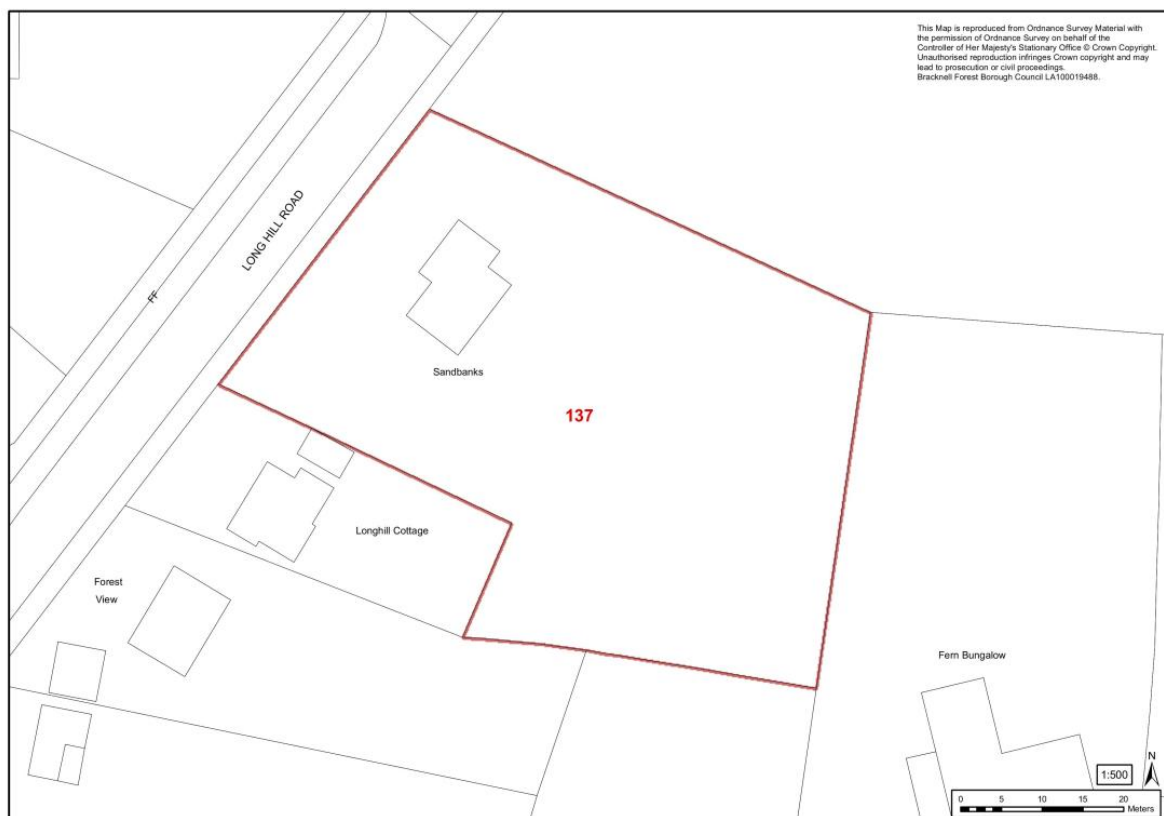 This Map is reproduced from Ordnance Survey Material with
the permission of Ordnance Survey on behalf of the
Controller of Her Majesty's Stationary Office © Crown Copyright.
Unauthorised reproduction infringes Crown copyright and may
lead to prosecution or civil proceedings.
Bracknell Forest Borough Council LA100019488.
LONG HILL ROAD
FF
Sandbanks
137
Longhill Cottage
Forest
View
Fern Bungalow
N
1:500
0 5 10 15 20
Meters